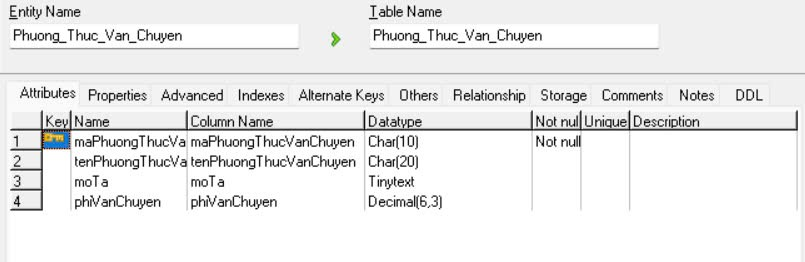 Entity Name Table Name
Phuong_Thuc_Van_Chuyen Phuong_Thuc_Van_Chuyen
Attributes Properties Advanced Indexes Alternate Keys Others Relationship Storage Comments Notes DDL
Key Name Column Name Datatype Not nul Unique Description
1 maPhuongThucVa maPhuongThucVanChuyen Char(10) Not null
2 tenPhuongThucVa tenPhuongThucVanChuyen Char(20)
3 moTa moTa Tinytext
4 phiVanChuyen phiVanChuyen Decimal(6,3)